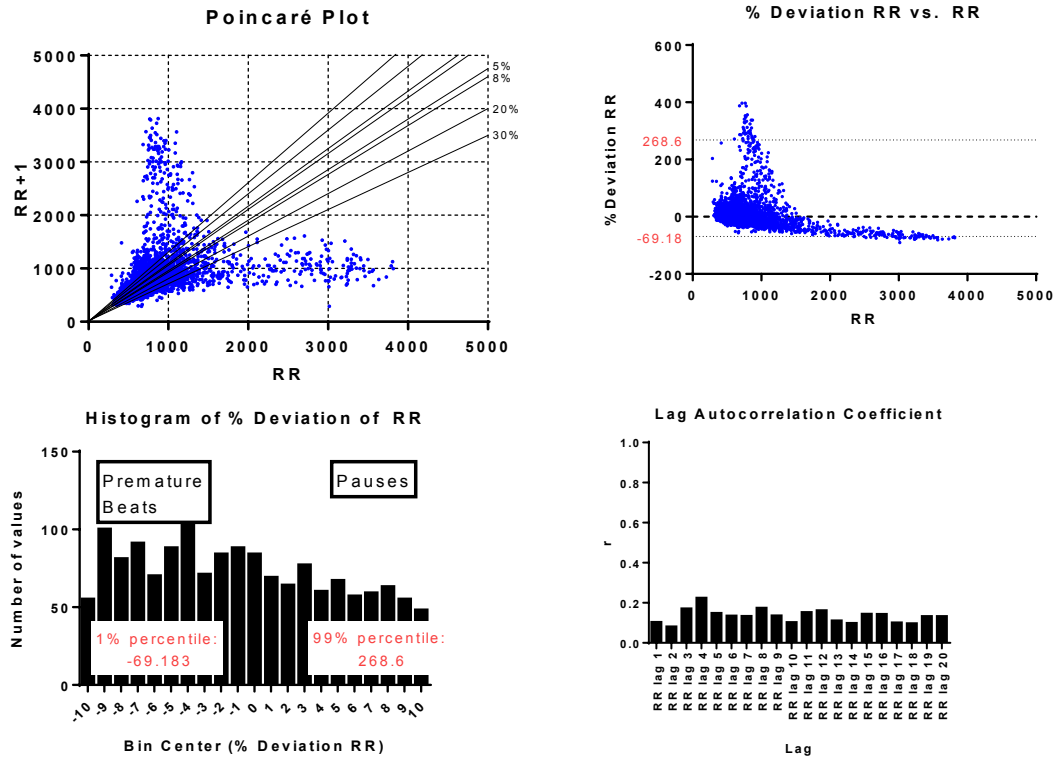 Poincaré Plot
RR+1
5000
4000
3000
2000
1000
0
5%
8%
20%
30%
0 1000 2000 3000 4000 5000
RR
% Deviation RR vs. RR
% Deviation RR
600
400
268.6
200
0
-69.18
-200
0 1000 2000 3000 4000 5000
RR
Histogram of % Deviation of RR
Number of values
150
100
50
0
Premature
Beats
Pauses
1% percentile:
-69.183
99% percentile:
268.6
-10 -9 -8 -7 -6 -5 -4 -3 -2 -1 0 1 2 3 4 5 6 7 8 9 10
Bin Center (% Deviation RR)
Lag Autocorrelation Coefficient
r
1.0
0.8
0.6
0.4
0.2
0.0
RR lag 1
RR lag 2
RR lag 3
RR lag 4
RR lag 5
RR lag 6
RR lag 7
RR lag 8
RR lag 9
RR lag 10
RR lag 11
RR lag 12
RR lag 13
RR lag 14
RR lag 15
RR lag 16
RR lag 17
RR lag 18
RR lag 19
RR lag 20
Lag